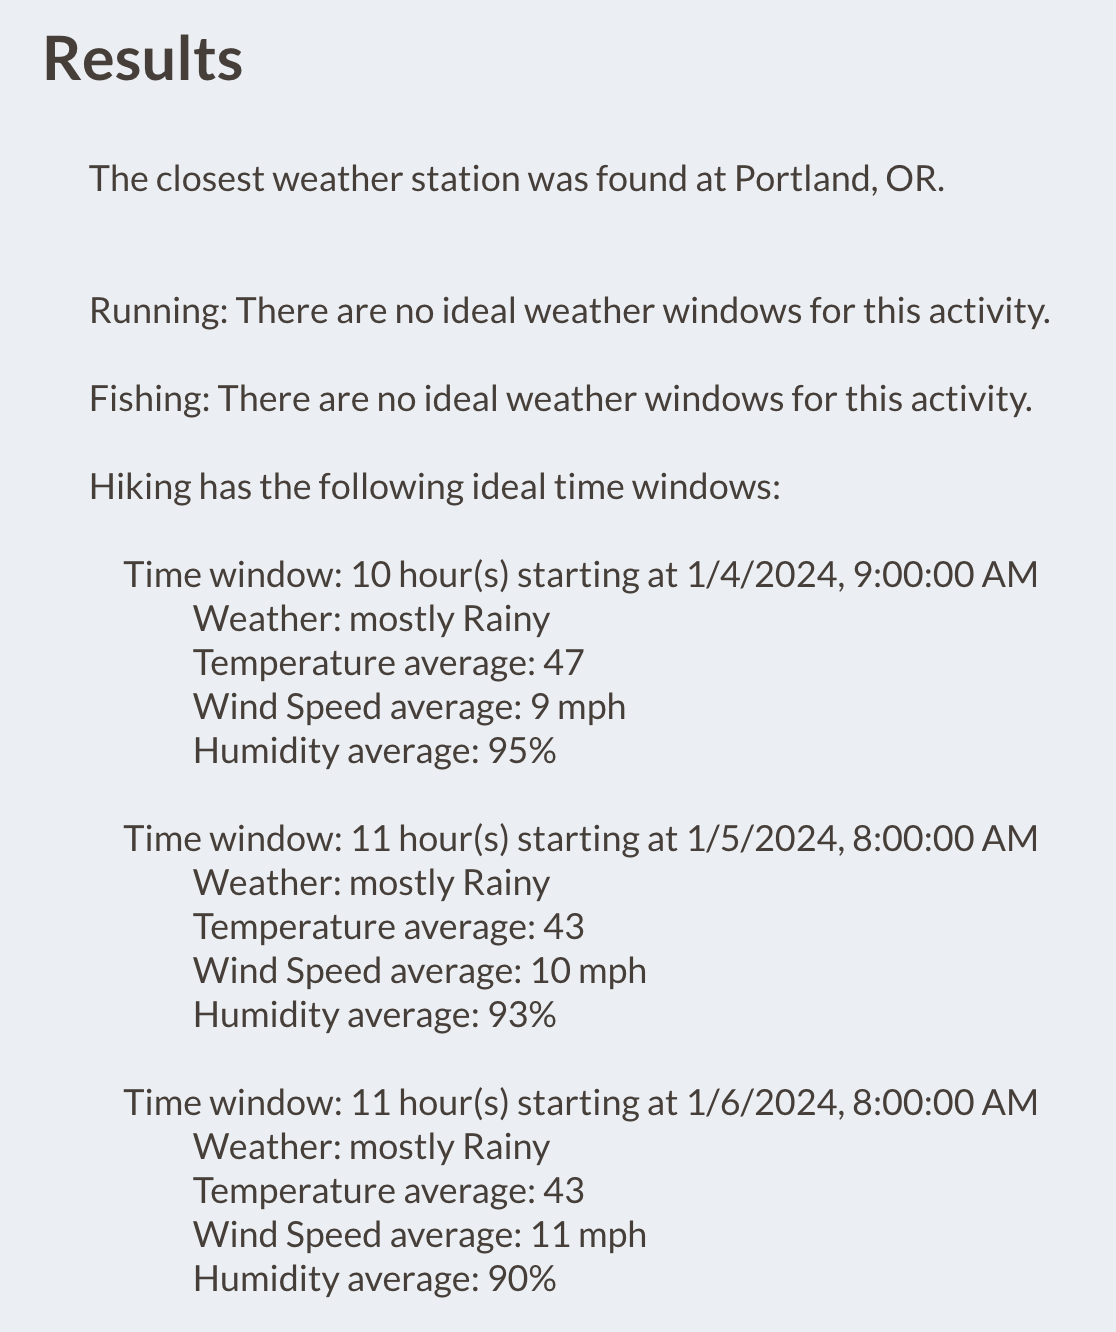 Results
The closest weather station was found at Portland, OR.
Running: There are no ideal weather windows for this activity.
Fishing: There are no ideal weather windows for this activity.
Hiking has the following ideal time windows:
Time window: 10 hour(s) starting at 1/4/2024, 9:00:00 AM
Weather: mostly Rainy
Temperature average: 47
Wind Speed average: 9 mph
Humidity average: 95%
Time window: 11 hour(s) starting at 1/5/2024, 8:00:00 AM
Weather: mostly Rainy
Temperature average: 43
Wind Speed average: 10 mph
Humidity average: 93%
Time window: 11 hour(s) starting at 1/6/2024, 8:00:00 AM
Weather: mostly Rainy
Temperature average: 43
Wind Speed average: 11 mph
Humidity average: 90%